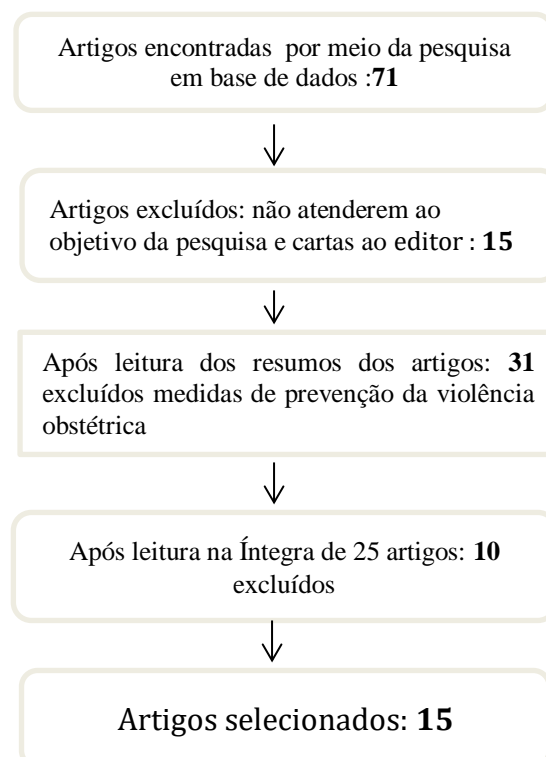 Artigos encontradas por meio da pesquisa
em base de dados :71
Artigos excluídos: não atenderem ao
objetivo da pesquisa e cartas ao editor : 15
Após leitura dos resumos dos artigos: 31
excluídos medidas de prevenção da violência
obstétrica
Após leitura na Íntegra de 25 artigos: 10
excluídos
Artigos selecionados: 15